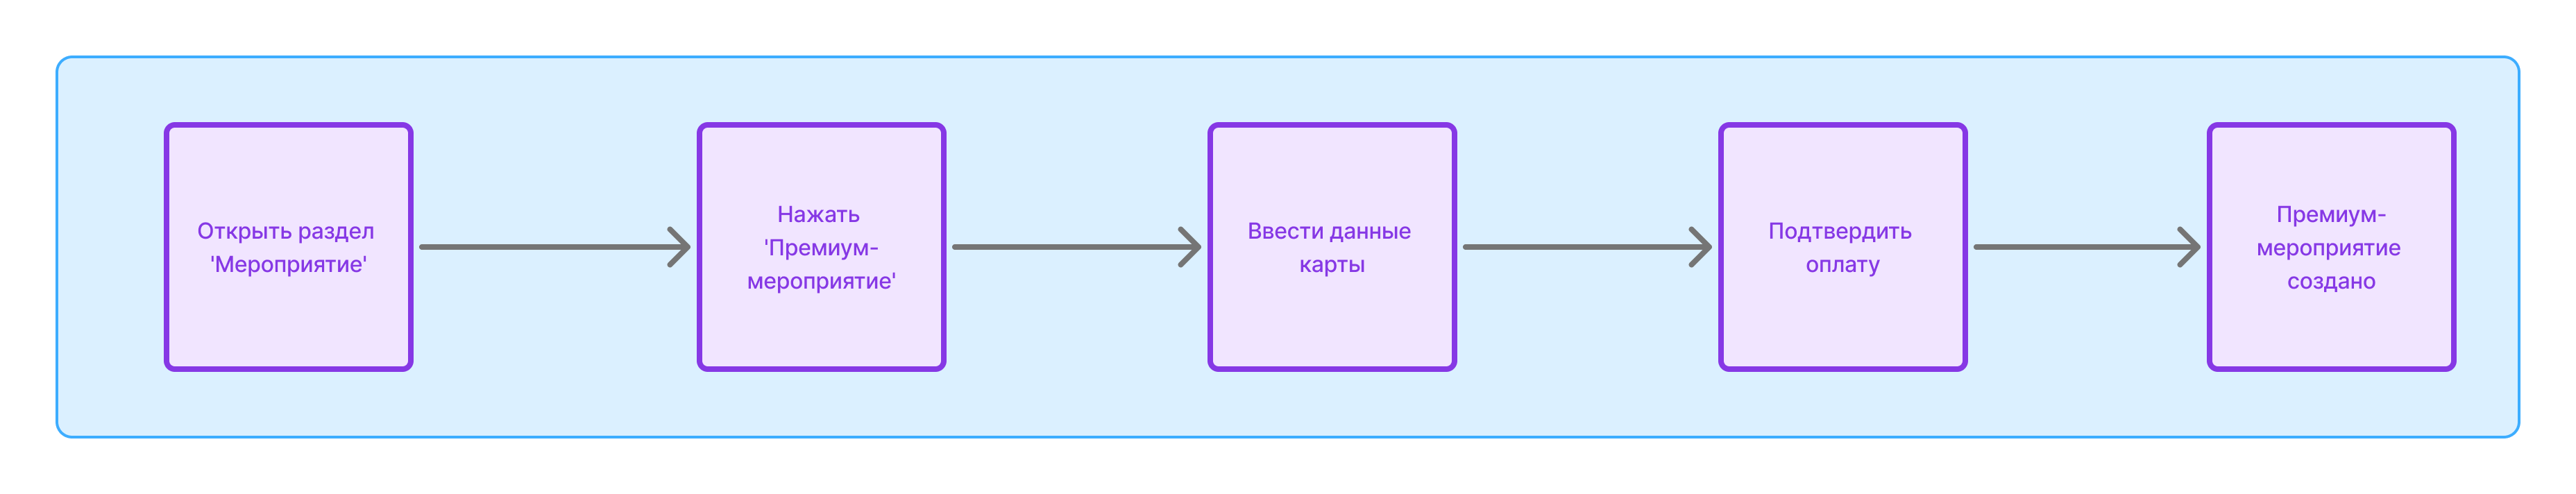 Открыть раздел
'Мероприятие'
Нажать
'Премиум-
мероприятие'
Ввести данные
карты
Подтвердить
оплату
Премиум-
мероприятие
создано